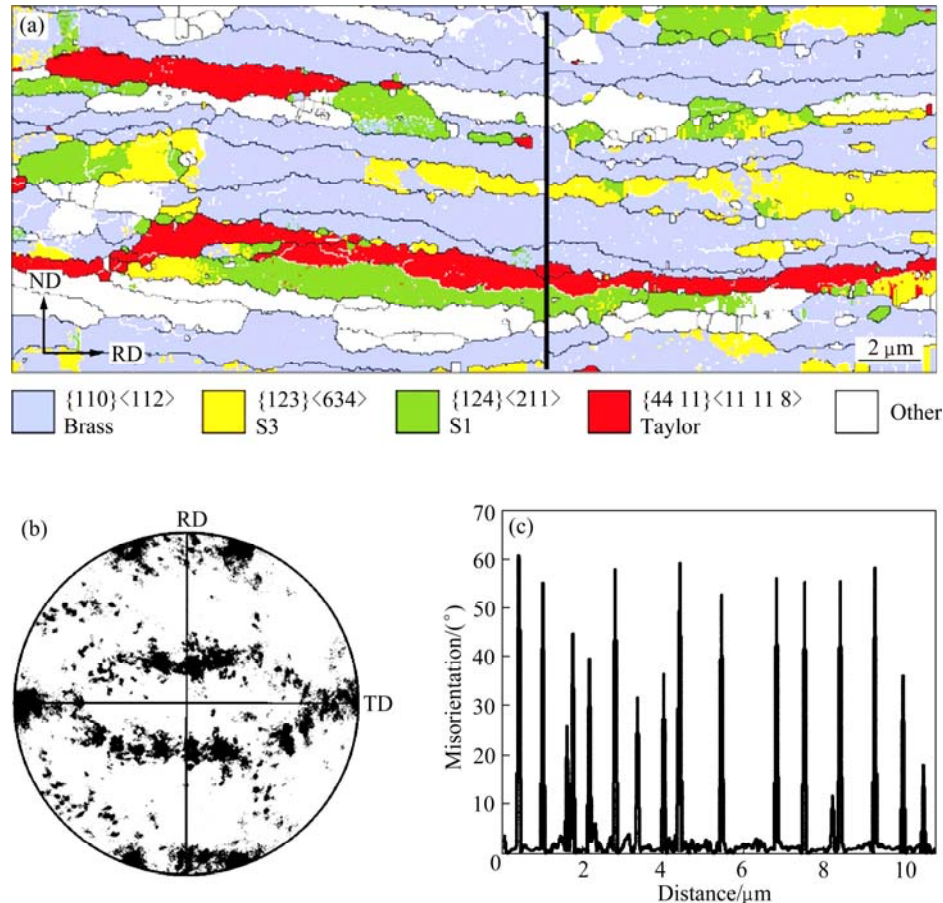 (a)
ND
RD
2 μm
{110}<112>
Brass
{123}<634>
S3
{124}<211>
S1
{44 11}<11 11 8>
Taylor
Other
(b)
RD
TD
(c)
70
60
50
40
30
20
10
0
2
4
6
8
10
Misorientation/(°)
Distance/μm